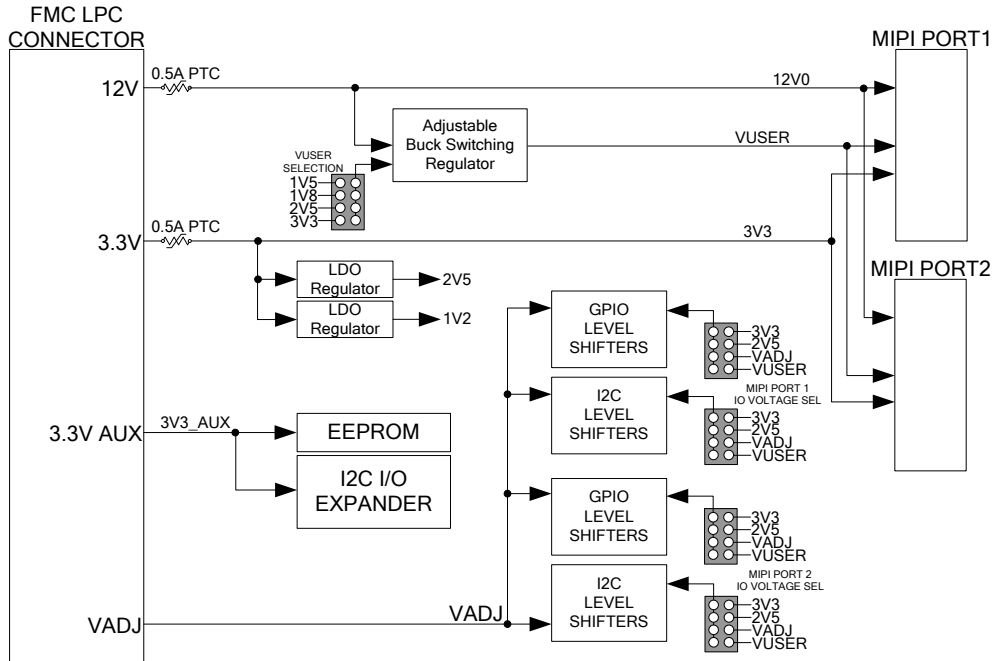 FMC LPC
CONNECTOR
MIPI PORT1
12V
0.5A PTC
12V0
Adjustable
Buck Switching
Regulator
VUSER
VUSER
SELECTION
1V5
1V8
2V5
3V3
3.3V
0.5A PTC
3V3
MIPI PORT2
LDO
Regulator
2V5
LDO
Regulator
1V2
GPIO
LEVEL
SHIFTERS
3V3
2V5
VADJ
VUSER
MIPI PORT 1
IO VOLTAGE SEL
I2C
LEVEL
SHIFTERS
3V3
2V5
VADJ
VUSER
3.3V AUX
3V3_AUX
EEPROM
I2C I/O
EXPANDER
GPIO
LEVEL
SHIFTERS
3V3
2V5
VADJ
VUSER
MIPI PORT 2
IO VOLTAGE SEL
I2C
LEVEL
SHIFTERS
3V3
2V5
VADJ
VUSER
VADJ
VADJ